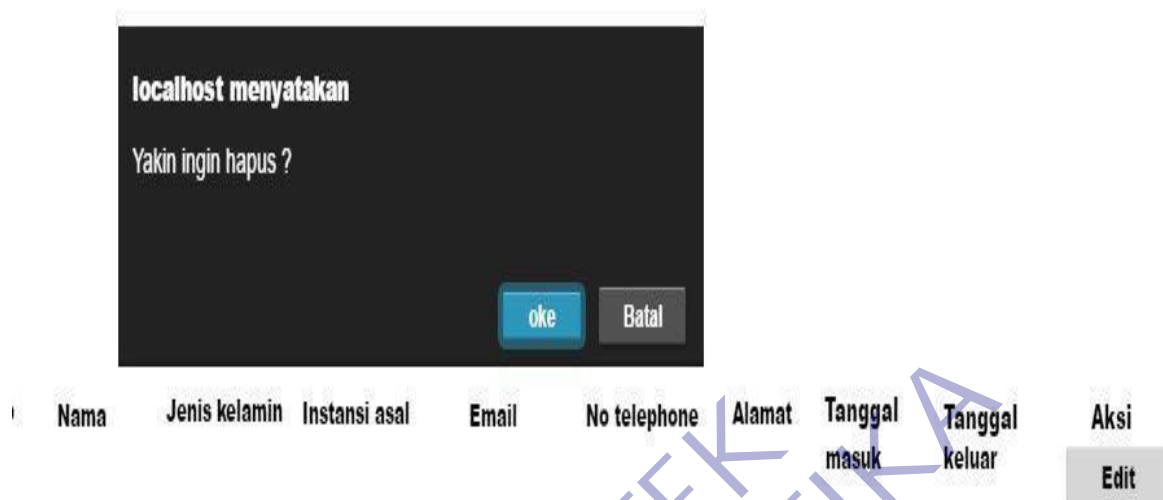 localhost menyatakan
Yakin ingin hapus ?
oke Batal
Nama Jenis kelamin Instansi asal Email No telephone Alamat Tanggal masuk Tanggal keluar Aksi
Edit